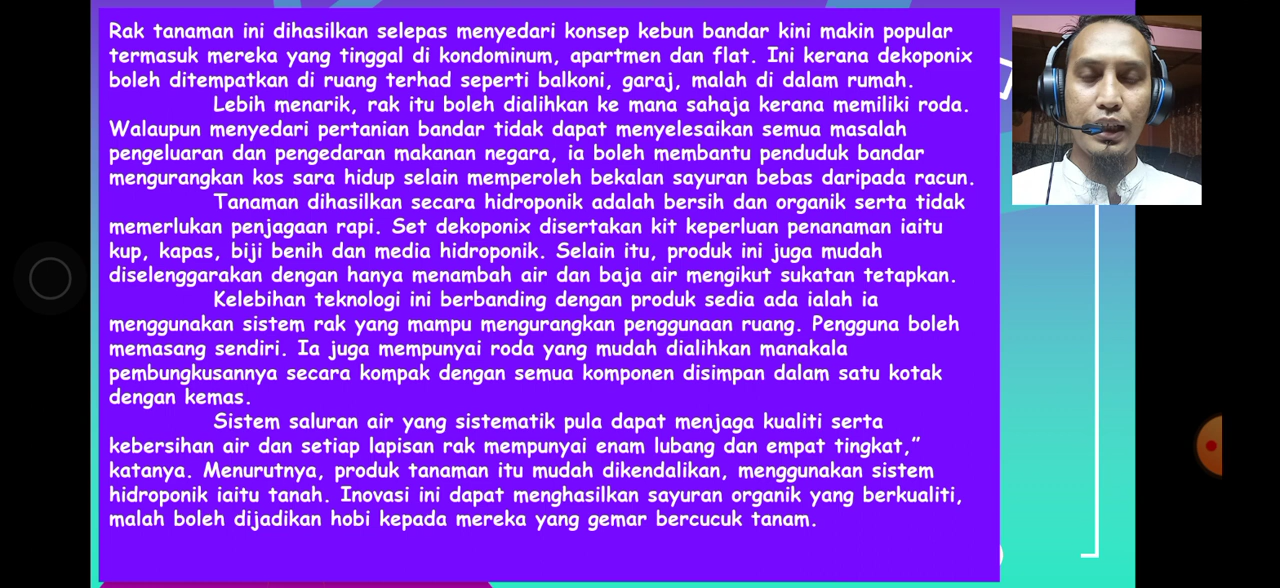 Rak tanaman ini dihasilkan selepas menyedari konsep kebun bandar kini makin popular
termasuk mereka yang tinggal di kondominum, apartmen dan flat. Ini kerana dekoponix
boleh ditempatkan di ruang terhad seperti balkoni, garaj, malah di dalam rumah.
Lebih menarik, rak itu boleh dialihkan ke mana sahaja kerana memiliki roda.
Walaupun menyedari pertanian bandar tidak dapat menyelesaikan semua masalah
pengeluaran dan pengedaran makanan negara, ia boleh membantu penduduk bandar
mengurangkan kos sara hidup selain memperoleh bekalan sayuran bebas daripada racun.
Tanaman dihasilkan secara hidroponik adalah bersih dan organik serta tidak
memerlukan penjagaan rapi. Set dekoponix disertakan kit keperluan penanaman iaitu
kup, kapas, biji benih dan media hidroponik. Selain itu, produk ini juga mudah
diselenggarakan dengan hanya menambah air dan baja air mengikut sukatan tetapkan.
Kelebihan teknologi ini berbanding dengan produk sedia ada ialah ia
menggunakan sistem rak yang mampu mengurangkan penggunaan ruang. Pengguna boleh
memasang sendiri. Ia juga mempunyai roda yang mudah dialihkan manakala
pembungkusannya secara kompak dengan semua komponen disimpan dalam satu kotak
dengan kemas.
Sistem saluran air yang sistematik pula dapat menjaga kualiti serta
kebersihan air dan setiap lapisan rak mempunyai enam lubang dan empat tingkat,”
katanya. Menurutnya, produk tanaman itu mudah dikendalikan, menggunakan sistem
hidroponik iaitu tanah. Inovasi ini dapat menghasilkan sayuran organik yang berkualiti,
malah boleh dijadikan hobi kepada mereka yang gemar bercucuk tanam.